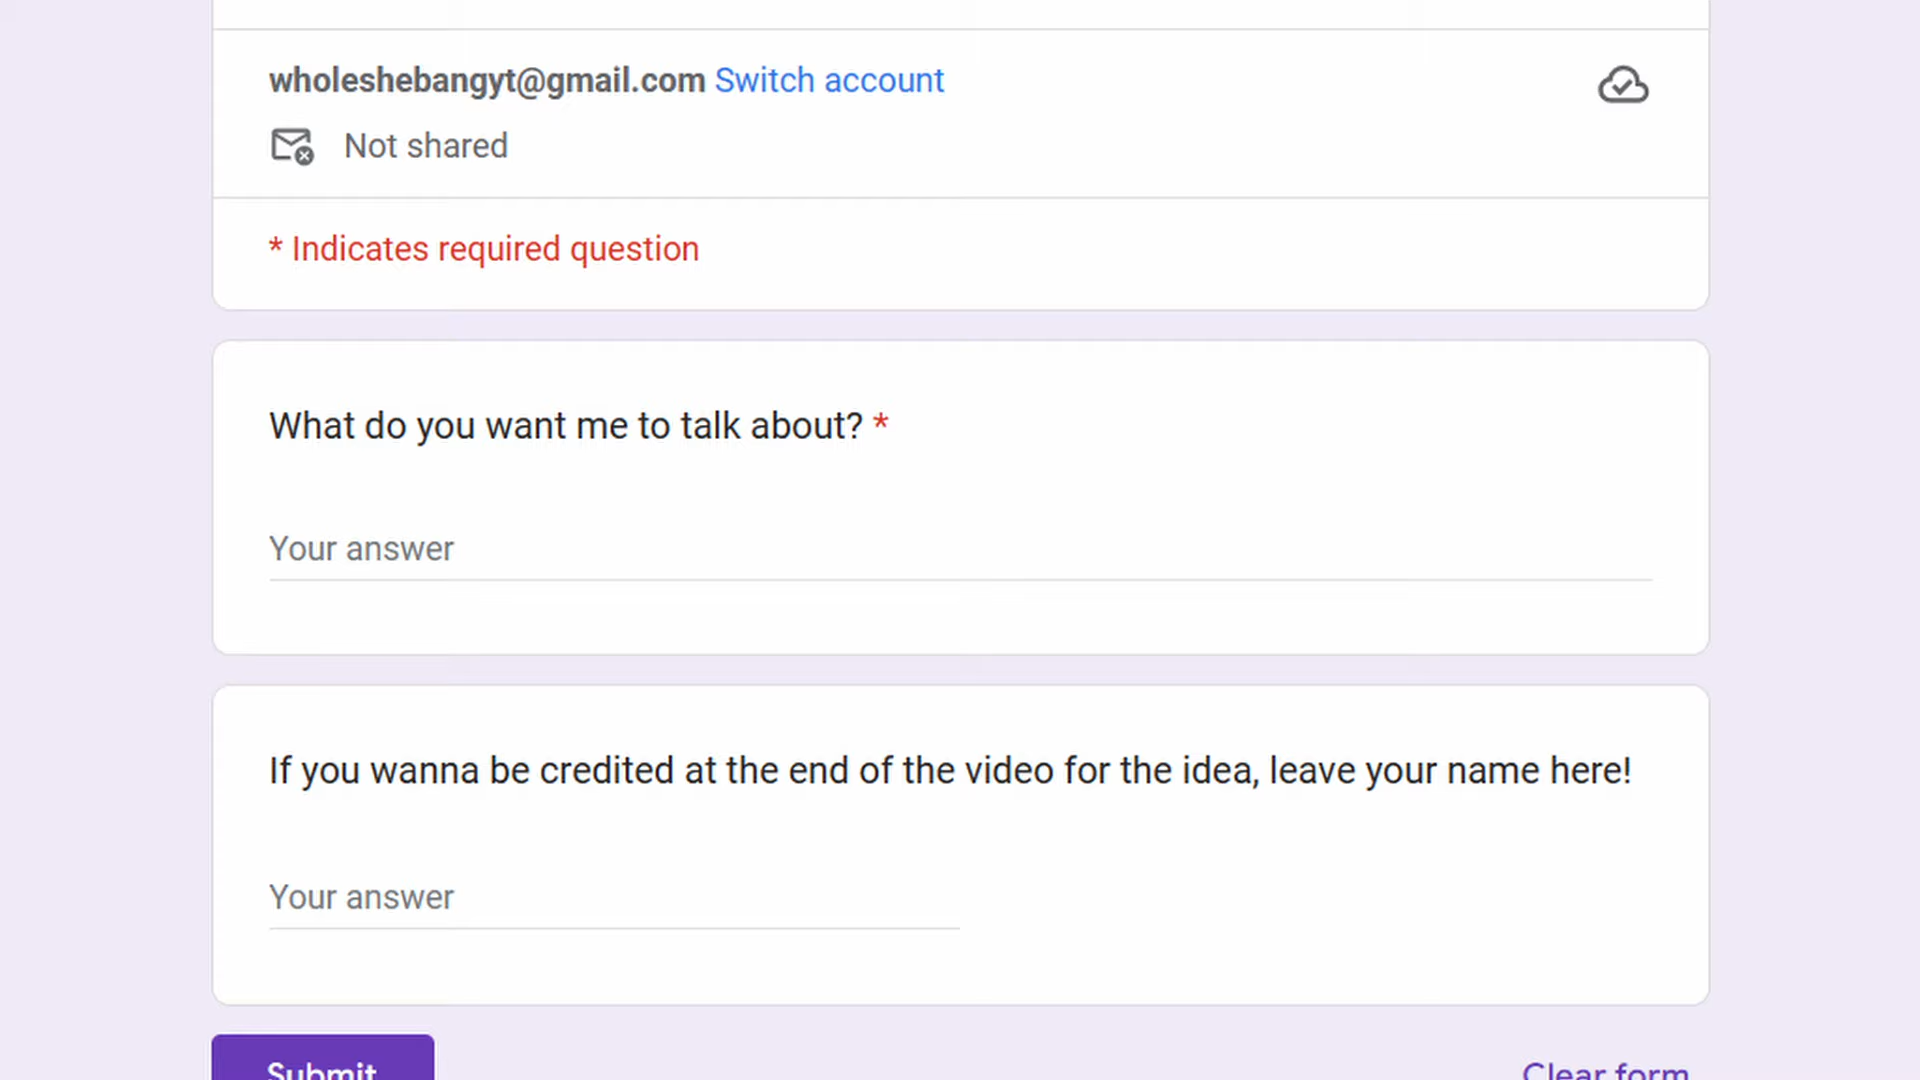 wholeshebangyt@gmail.com Switch account
Not shared
* Indicates required question
What do you want me to talk about? *
Your answer
If you wanna be credited at the end of the video for the idea, leave your name here!
Your answer
Submit
Clear form